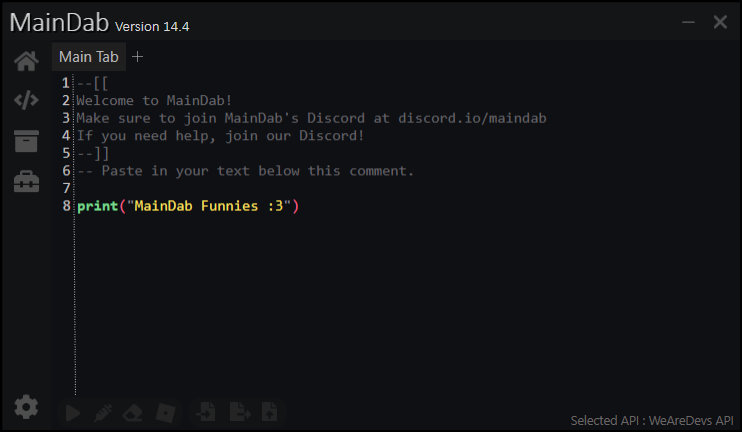 MainDab Version 14.4
Main Tab +
1 --[[
2 Welcome to MainDab!
3 Make sure to join MainDab's Discord at discord.io/maindab
4 If you need help, join our Discord!
5 --]]
6 -- Paste in your text below this comment.
7
8 print("MainDab Funnies :3")
Selected API : WeAreDevs API